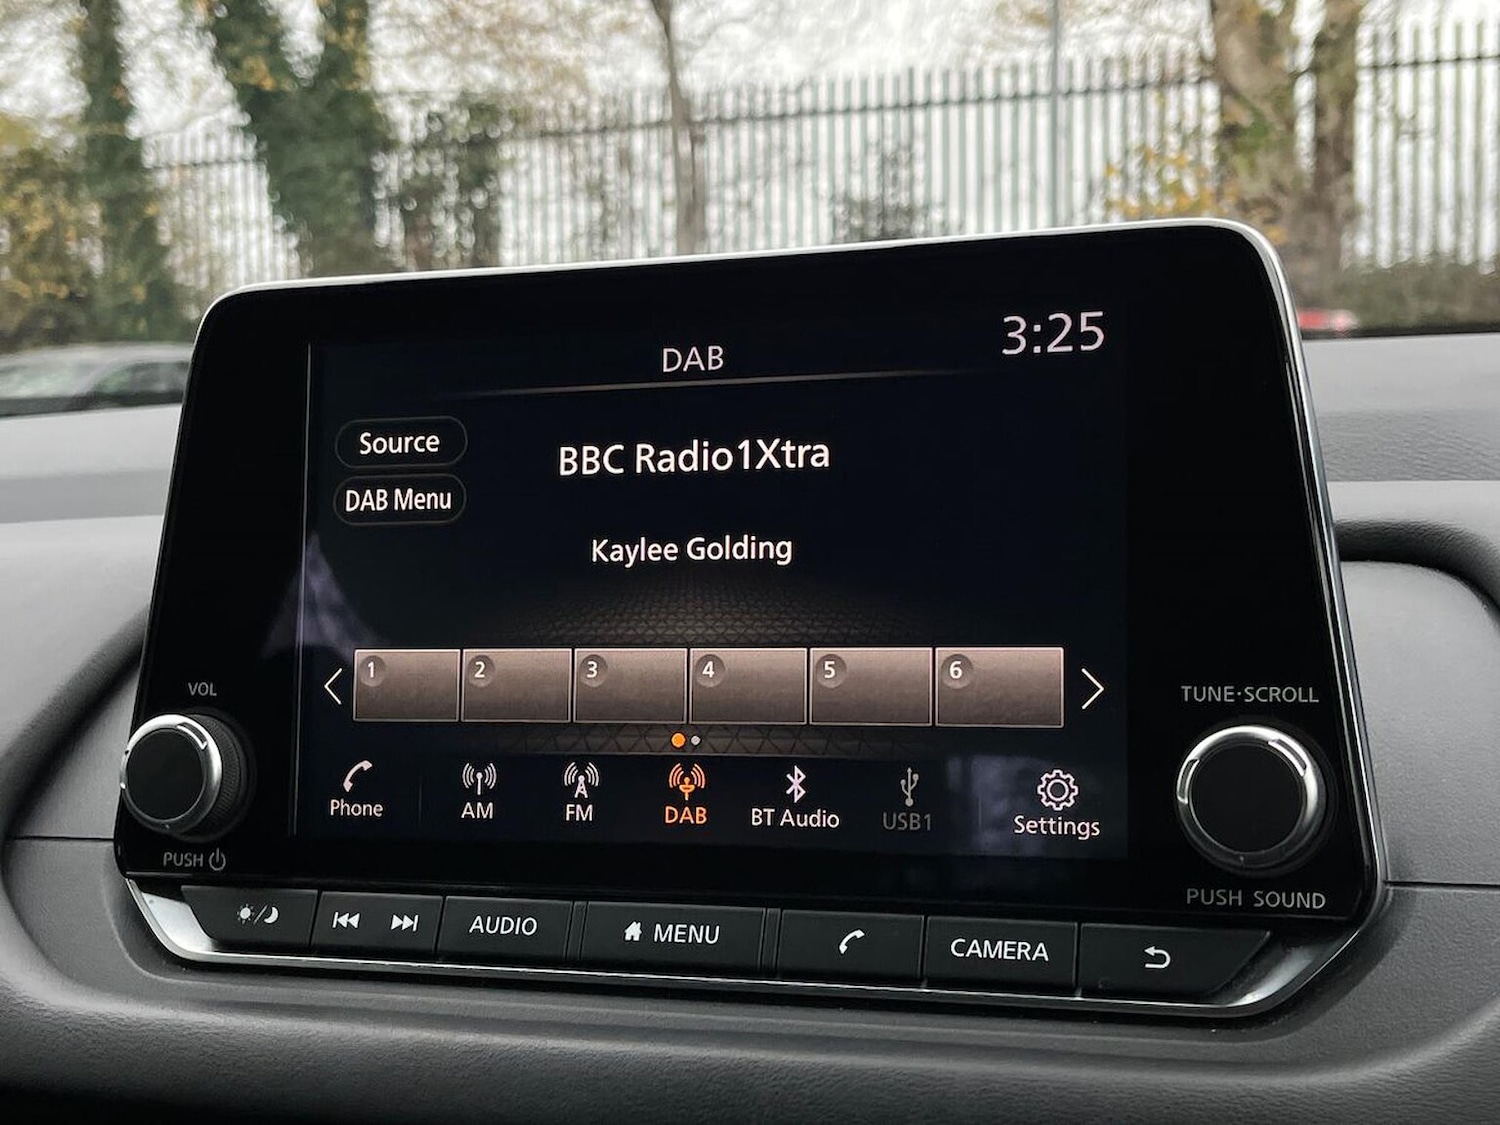 DAB
3:25
Source
BBC Radio1Xtra
DAB Menu
Kaylee Golding
1 2 3 4 5 6
VOL
TUNE·SCROLL
Phone
AM
FM
DAB
BT Audio
USB1
Settings
PUSH
PUSH SOUND
AUDIO
MENU
CAMERA